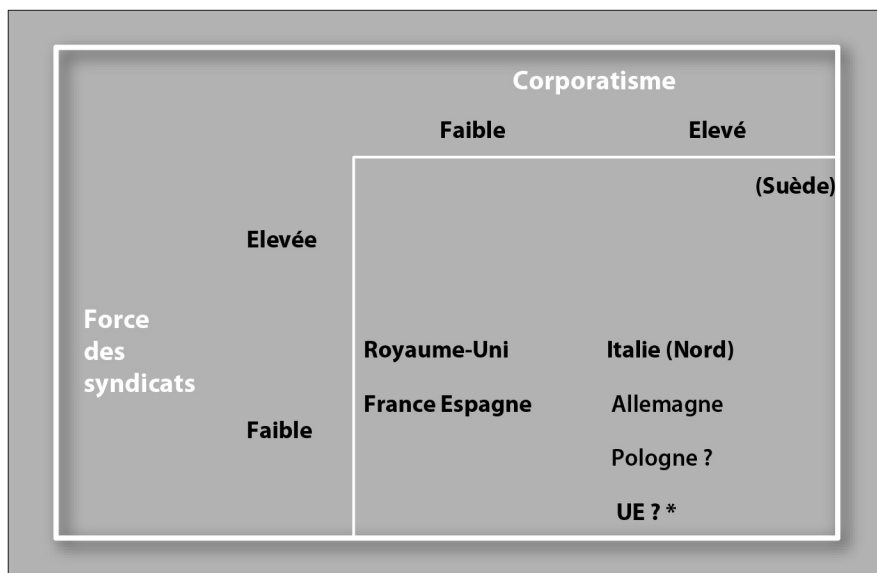 Corporatisme
Faible Elevé
(Suède)
Elevée
Force
des
syndicats
Royaume-Uni Italie (Nord)
France Espagne Allemagne
Faible
Pologne ?
UE ? *